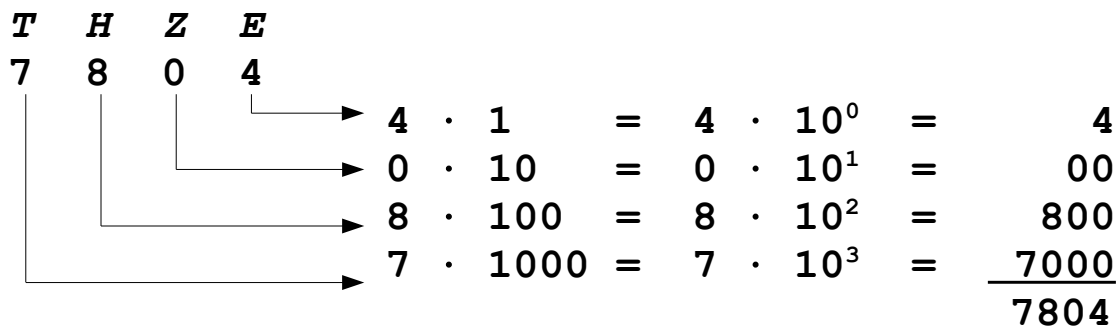 T H Z E
7 8 0 4
4 · 1 = 4 · 10⁰ = 4
0 · 10 = 0 · 10¹ = 00
8 · 100 = 8 · 10² = 800
7 · 1000 = 7 · 10³ = 7000
7804